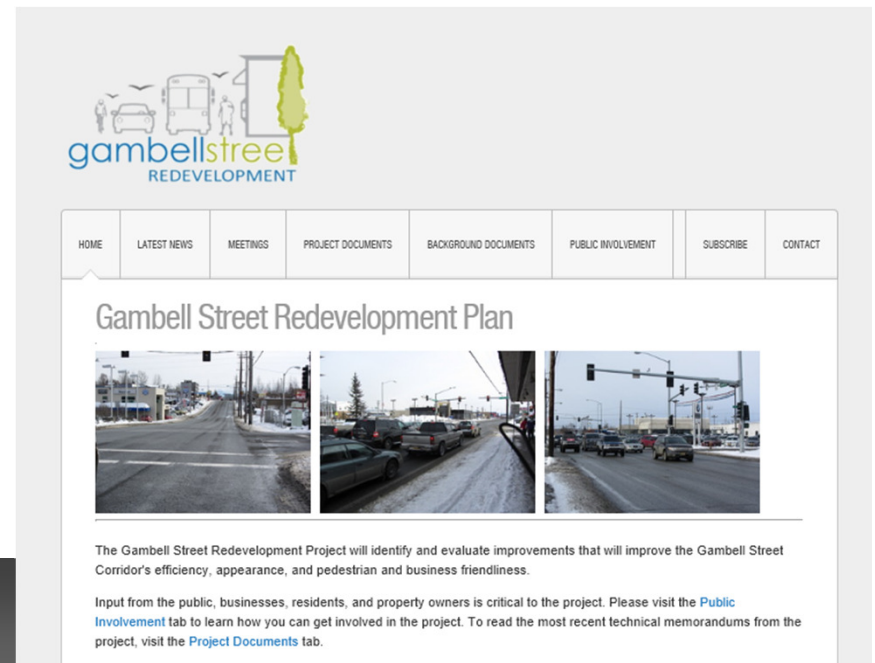 gambellstreet
REDEVELOPMENT
HOME
LATEST NEWS
MEETINGS
PROJECT DOCUMENTS
BACKGROUND DOCUMENTS
PUBLIC INVOLVEMENT
SUBSCRIBE
CONTACT
Gambell Street Redevelopment Plan
The Gambell Street Redevelopment Project will identify and evaluate improvements that will improve the Gambell Street
Corridor's efficiency, appearance, and pedestrian and business friendliness.
Input from the public, businesses, residents, and property owners is critical to the project. Please visit the Public
Involvement tab to learn how you can get involved in the project. To read the most recent technical memorandums from the
project, visit the Project Documents tab.